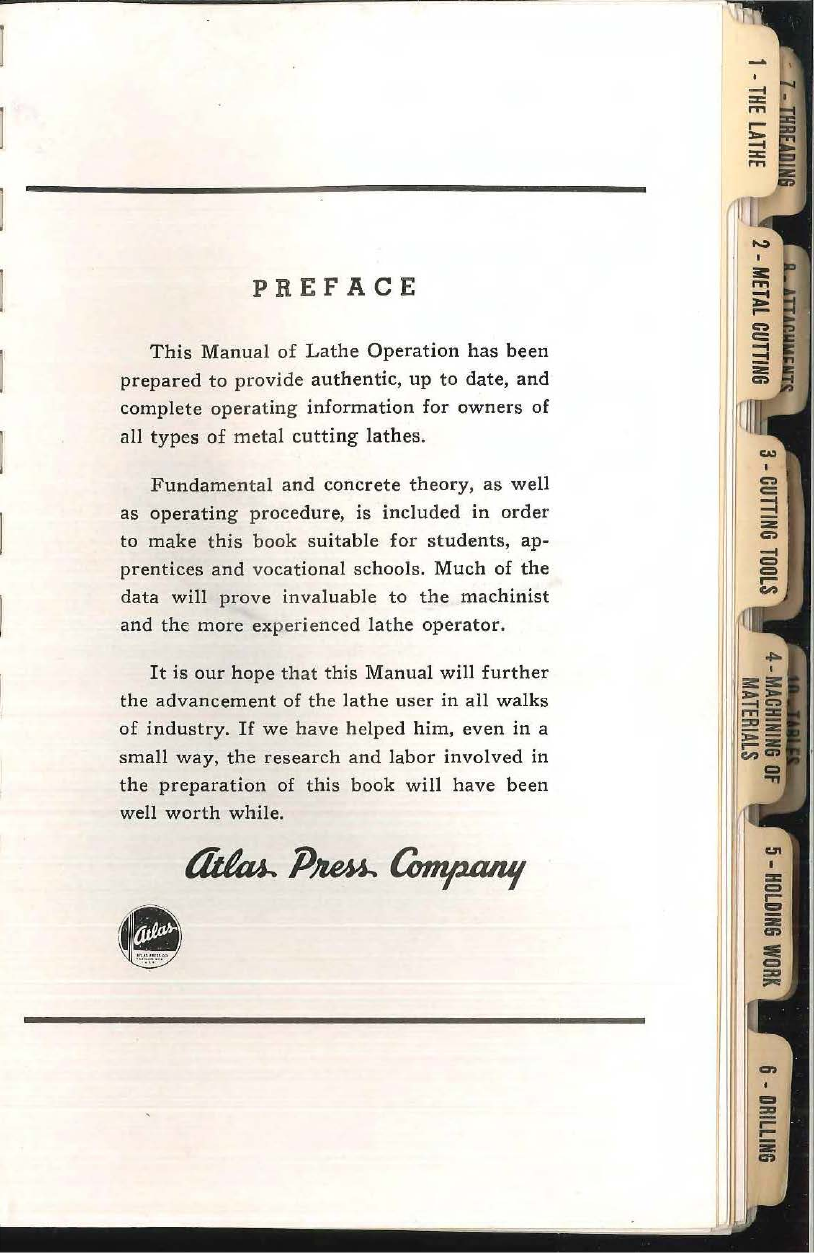 PREFACE
This Manual of Lathe Operation has been
prepared to provide authentic, up to date, and
complete operating information for owners of
all types of metal cutting lathes.
Fundamental and concrete theory, as well
as operating procedure, is included in order
to make this book suitable for students, ap-
prentices and vocational schools. Much of the
data will prove invaluable to the machinist
and the more experienced lathe operator.
It is our hope that this Manual will further
the advancement of the lathe user in all walks
of industry. If we have helped him, even in a
small way, the research and labor involved in
the preparation of this book will have been
well worth while.
Atlas Press Company
Atlas
1 - THE LATHE
2 - METAL CUTTING
3 - CUTTING TOOLS
4 - MACHINING OF
MATERIALS
5 - HOLDING WORK
6 - DRILLING
7 - THREADING
8 - ATTACHMENTS
10 - TABLES